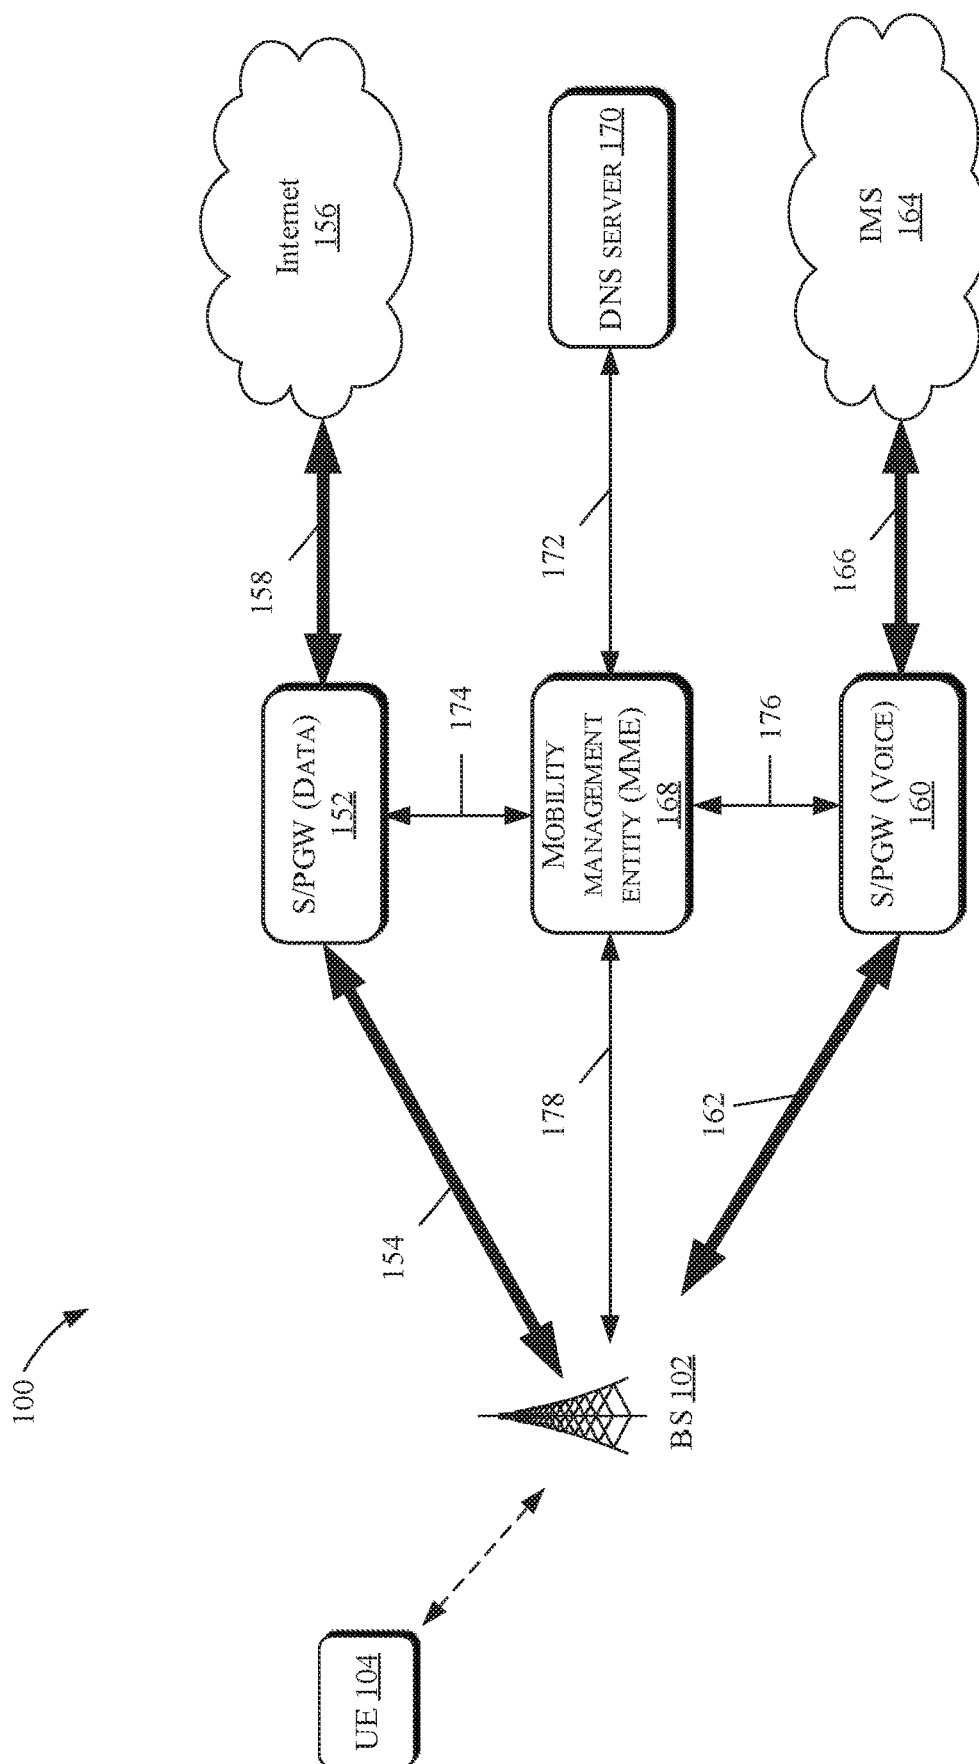 100
UE 104
BS 102
154
178
162
S/PGW (DATA)
152
174
MOBILITY
MANAGEMENT
ENTITY (MME)
168
176
S/PGW (VOICE)
160
158
172
166
Internet
156
DNS SERVER 170
IMS
164